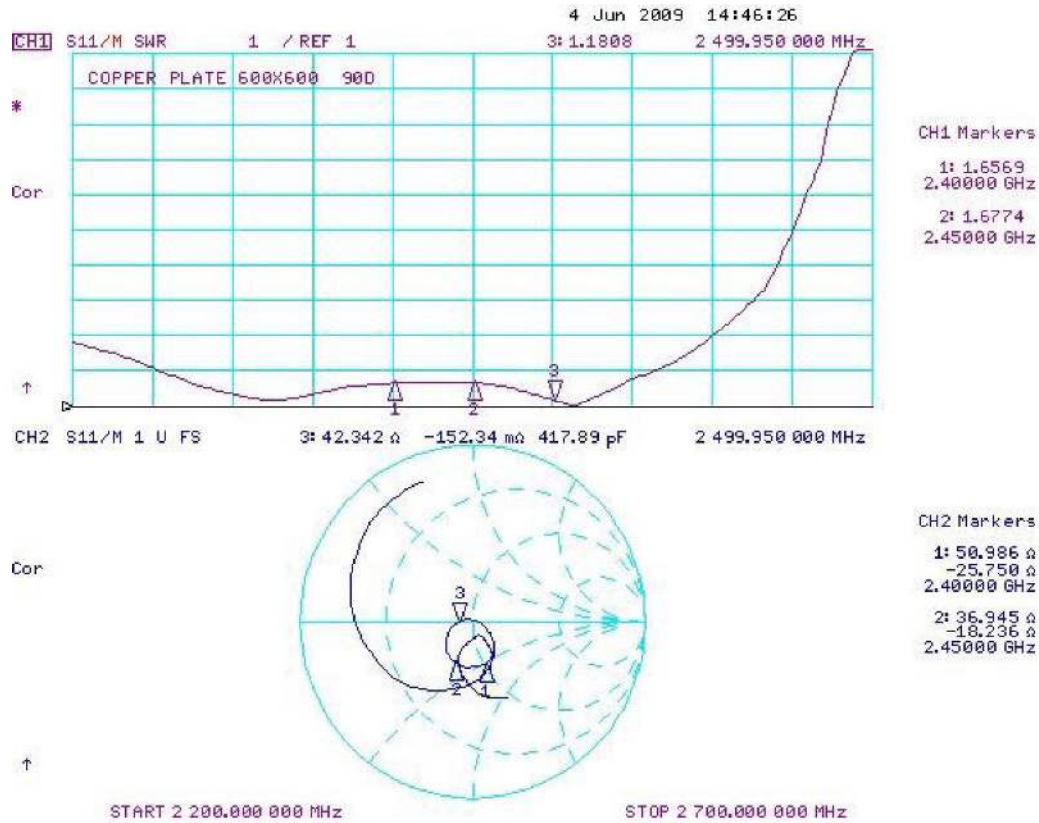 4 Jun 2009 14:46:26
CH1 S11/M SWR 1 / REF 1 3: 1.1808 2 499.950 000 MHz
COPPER PLATE 600X600 90D
*
CH1 Markers
1: 1.6569
2.40000 GHz
Cor
2: 1.6774
2.45000 GHz
3
↑
1 2
CH2 S11/M 1 U FS 3: 42.342 Ω -152.34 mΩ 417.89 pF 2 499.950 000 MHz
CH2 Markers
1: 50.986 Ω
-25.750 Ω
2.40000 GHz
Cor
3
2: 36.945 Ω
-18.236 Ω
2.45000 GHz
2 1
↑
START 2 200.000 000 MHz STOP 2 700.000 000 MHz